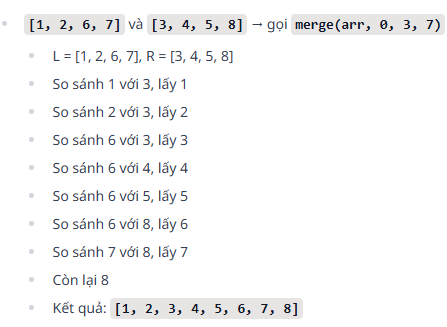 [1, 2, 6, 7] và [3, 4, 5, 8] → gọi merge(arr, 0, 3, 7)
L = [1, 2, 6, 7], R = [3, 4, 5, 8]
So sánh 1 với 3, lấy 1
So sánh 2 với 3, lấy 2
So sánh 6 với 3, lấy 3
So sánh 6 với 4, lấy 4
So sánh 6 với 5, lấy 5
So sánh 6 với 8, lấy 6
So sánh 7 với 8, lấy 7
Còn lại 8
Kết quả: [1, 2, 3, 4, 5, 6, 7, 8]